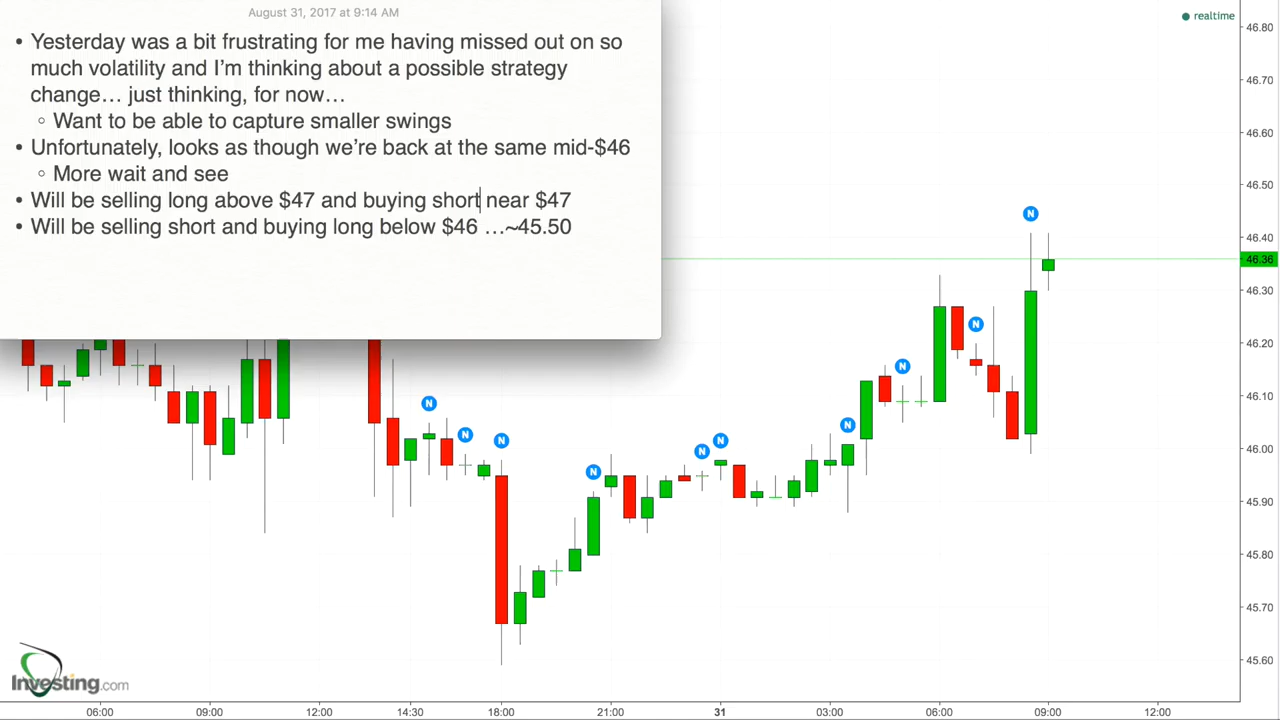 August 31, 2017 at 9:14 AM
realtime
• Yesterday was a bit frustrating for me having missed out on so
much volatility and I'm thinking about a possible strategy
change… just thinking, for now…
◦ Want to be able to capture smaller swings
• Unfortunately, looks as though we're back at the same mid-$46
◦ More wait and see
• Will be selling long above $47 and buying short near $47
• Will be selling short and buying long below $46 …~45.50
46.80
46.70
46.60
46.50
46.40
46.36
46.30
46.20
46.10
46.00
45.90
45.80
45.70
45.60
N
N
N
N
N
N
N
N
N
N
Investing.com
06:00 09:00 12:00 14:30 18:00 21:00 31 03:00 06:00 09:00 12:00